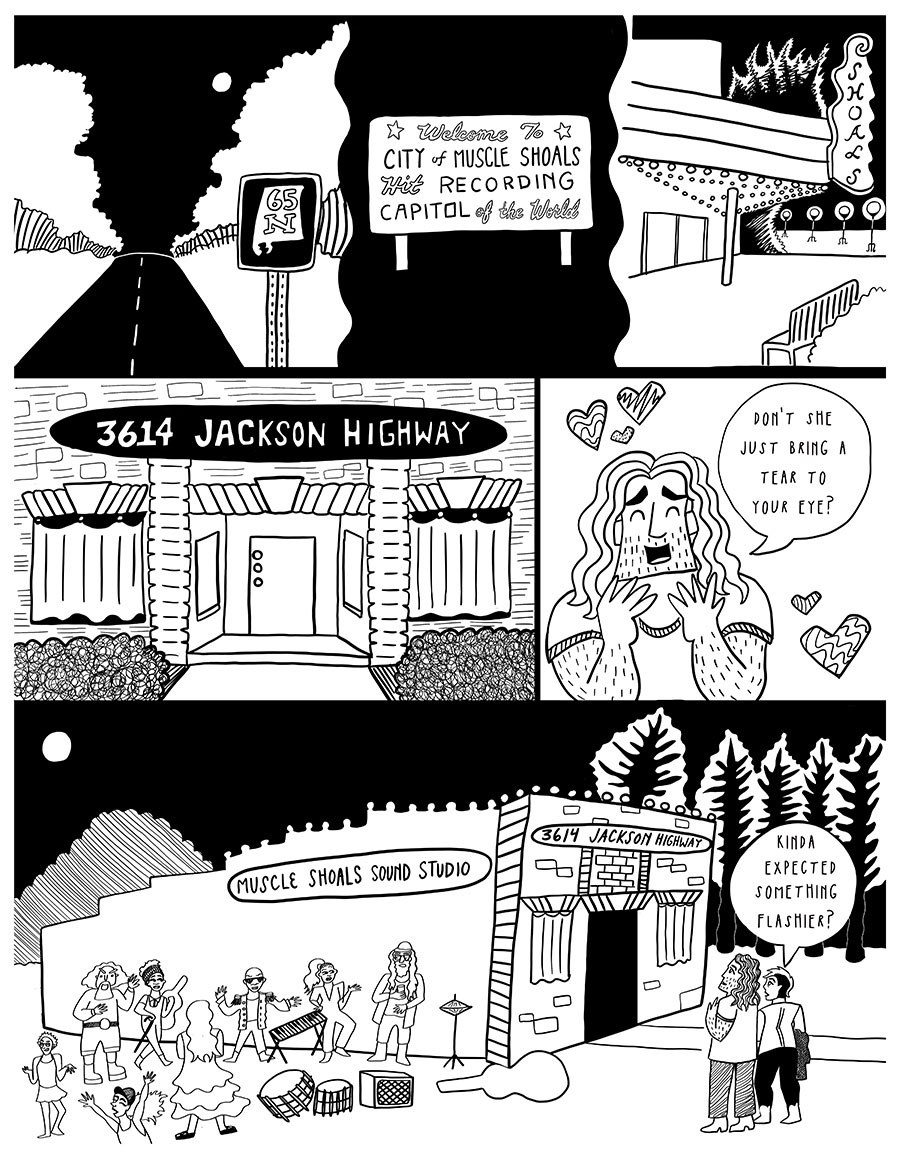 65
N
★ Welcome To ★
CITY of MUSCLE SHOALS
Hit RECORDING
CAPITOL of the World
SHOALS
3614 JACKSON HIGHWAY
DON'T SHE
JUST BRING A
TEAR TO
YOUR EYE?
MUSCLE SHOALS SOUND STUDIO
3614 JACKSON HIGHWAY
KINDA
EXPECTED
SOMETHING
FLASHIER?